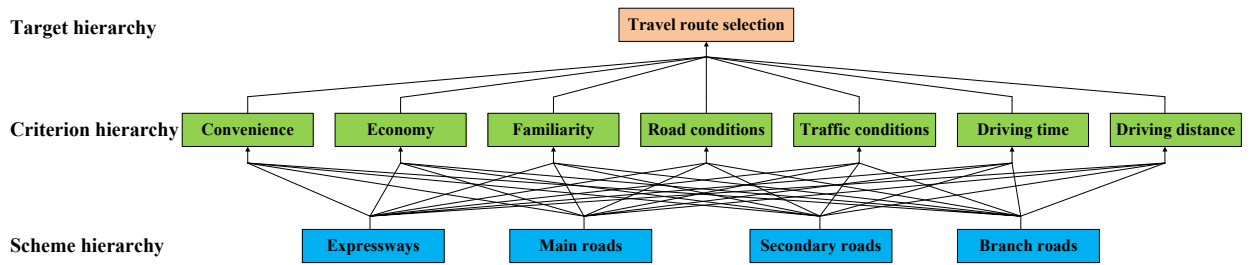 Target hierarchy
Travel route selection
Criterion hierarchy
Convenience
Economy
Familiarity
Road conditions
Traffic conditions
Driving time
Driving distance
Scheme hierarchy
Expressways
Main roads
Secondary roads
Branch roads